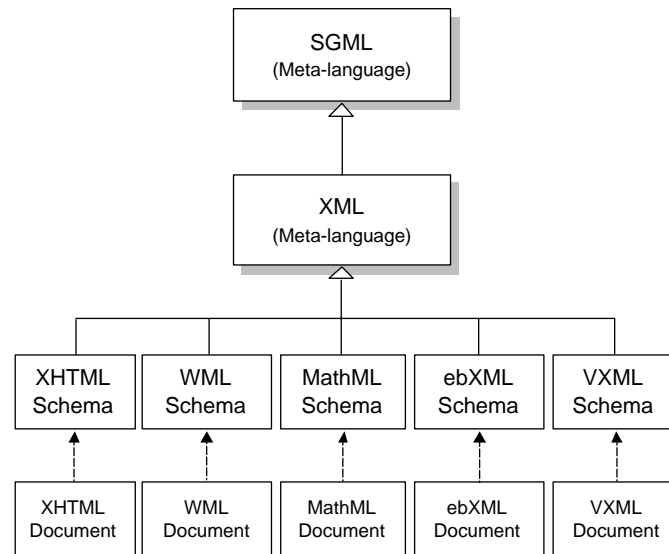 SGML
(Meta-language)
XML
(Meta-language)
XHTML
Schema
WML
Schema
MathML
Schema
ebXML
Schema
VXML
Schema
XHTML
Document
WML
Document
MathML
Document
ebXML
Document
VXML
Document